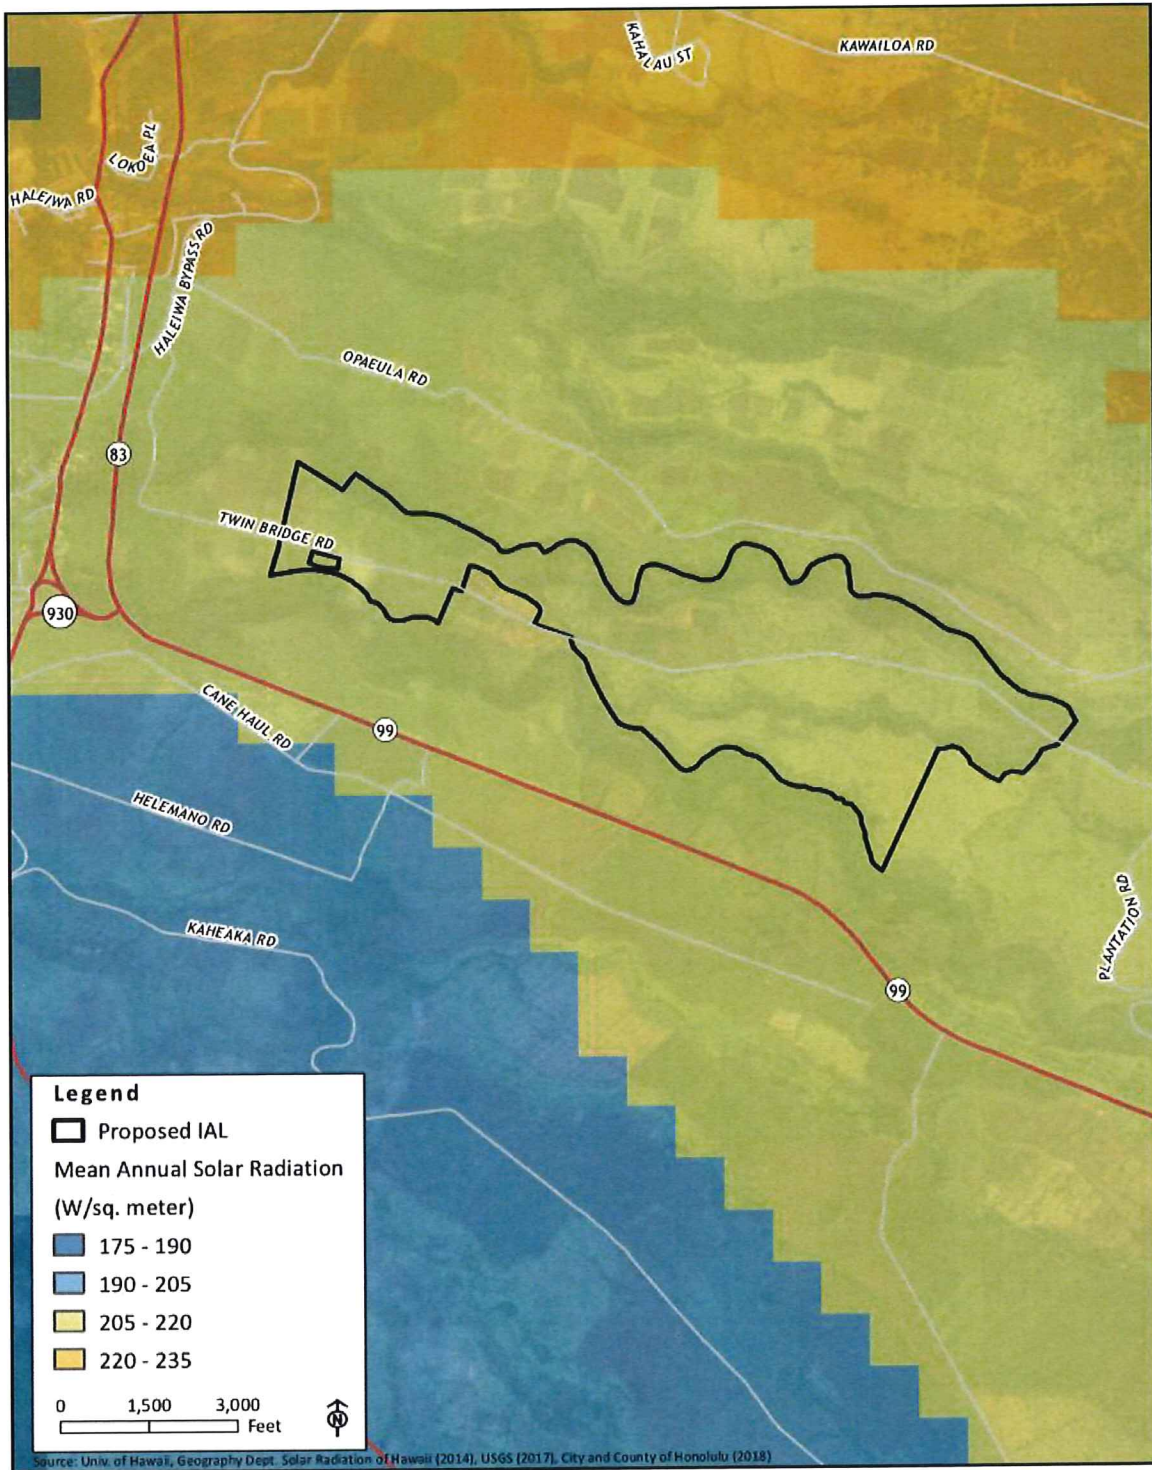 KAHALAU ST
KAWAILOA RD
LOKOEA PL
HALEIWA RD
HALEIWA BYPASS RD
OPAEULA RD
83
TWIN BRIDGE RD
930
CANE HAUL RD
99
HELEMANO RD
PLANTATION RD
KAHEAKA RD
99
Legend
Proposed IAL
Mean Annual Solar Radiation
(W/sq. meter)
175 - 190
190 - 205
205 - 220
220 - 235
0 1,500 3,000
Feet
N
Source: Univ. of Hawaii, Geography Dept. Solar Radiation of Hawaii (2014), USGS (2017), City and County of Honolulu (2018)